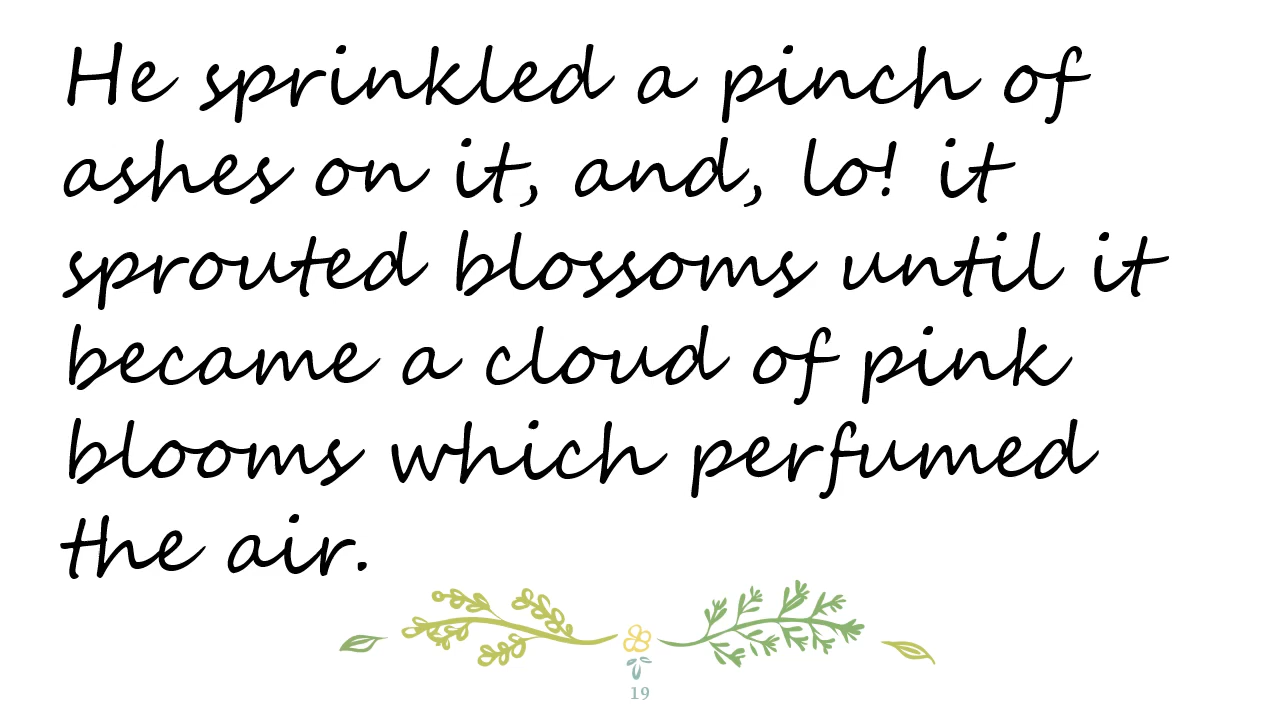 He sprinkled a pinch of
ashes on it, and, lo! it
sprouted blossoms until it
became a cloud of pink
blooms which perfumed
the air.
19